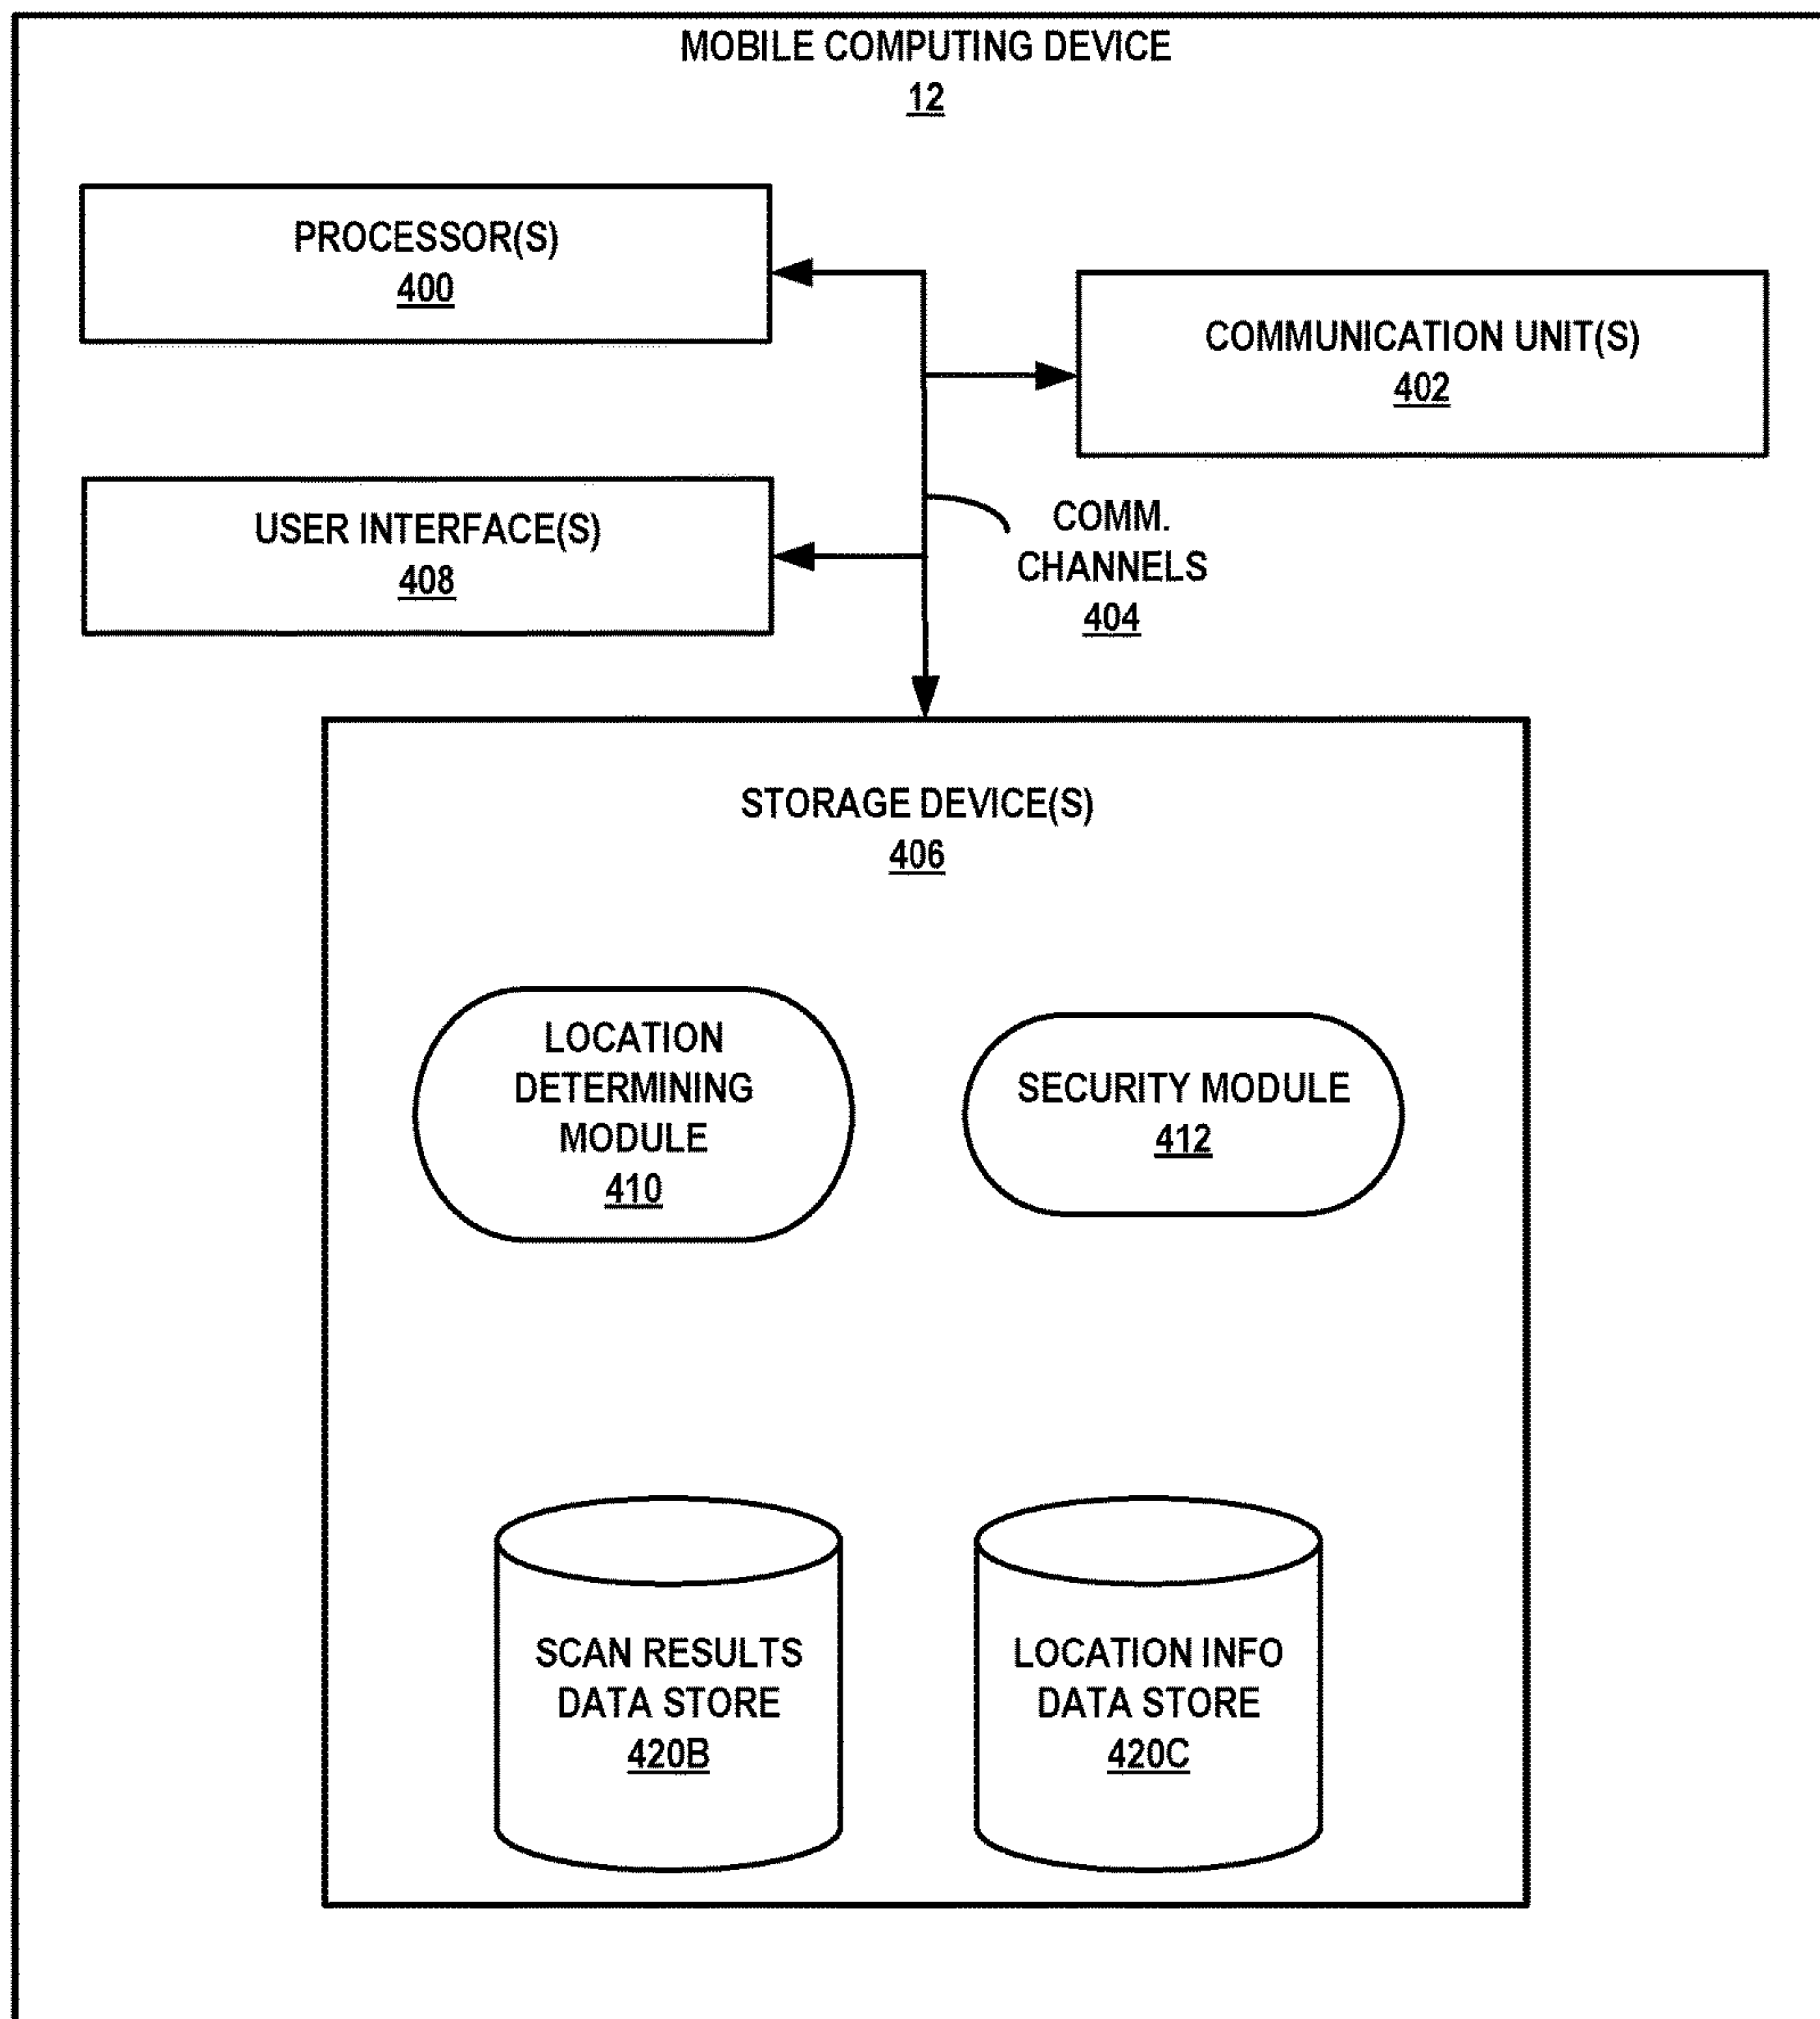 MOBILE COMPUTING DEVICE
12
PROCESSOR(S)
400
COMMUNICATION UNIT(S)
402
USER INTERFACE(S)
408
COMM.
CHANNELS
404
STORAGE DEVICE(S)
406
LOCATION
DETERMINING
MODULE
410
SECURITY MODULE
412
SCAN RESULTS
DATA STORE
420B
LOCATION INFO
DATA STORE
420C